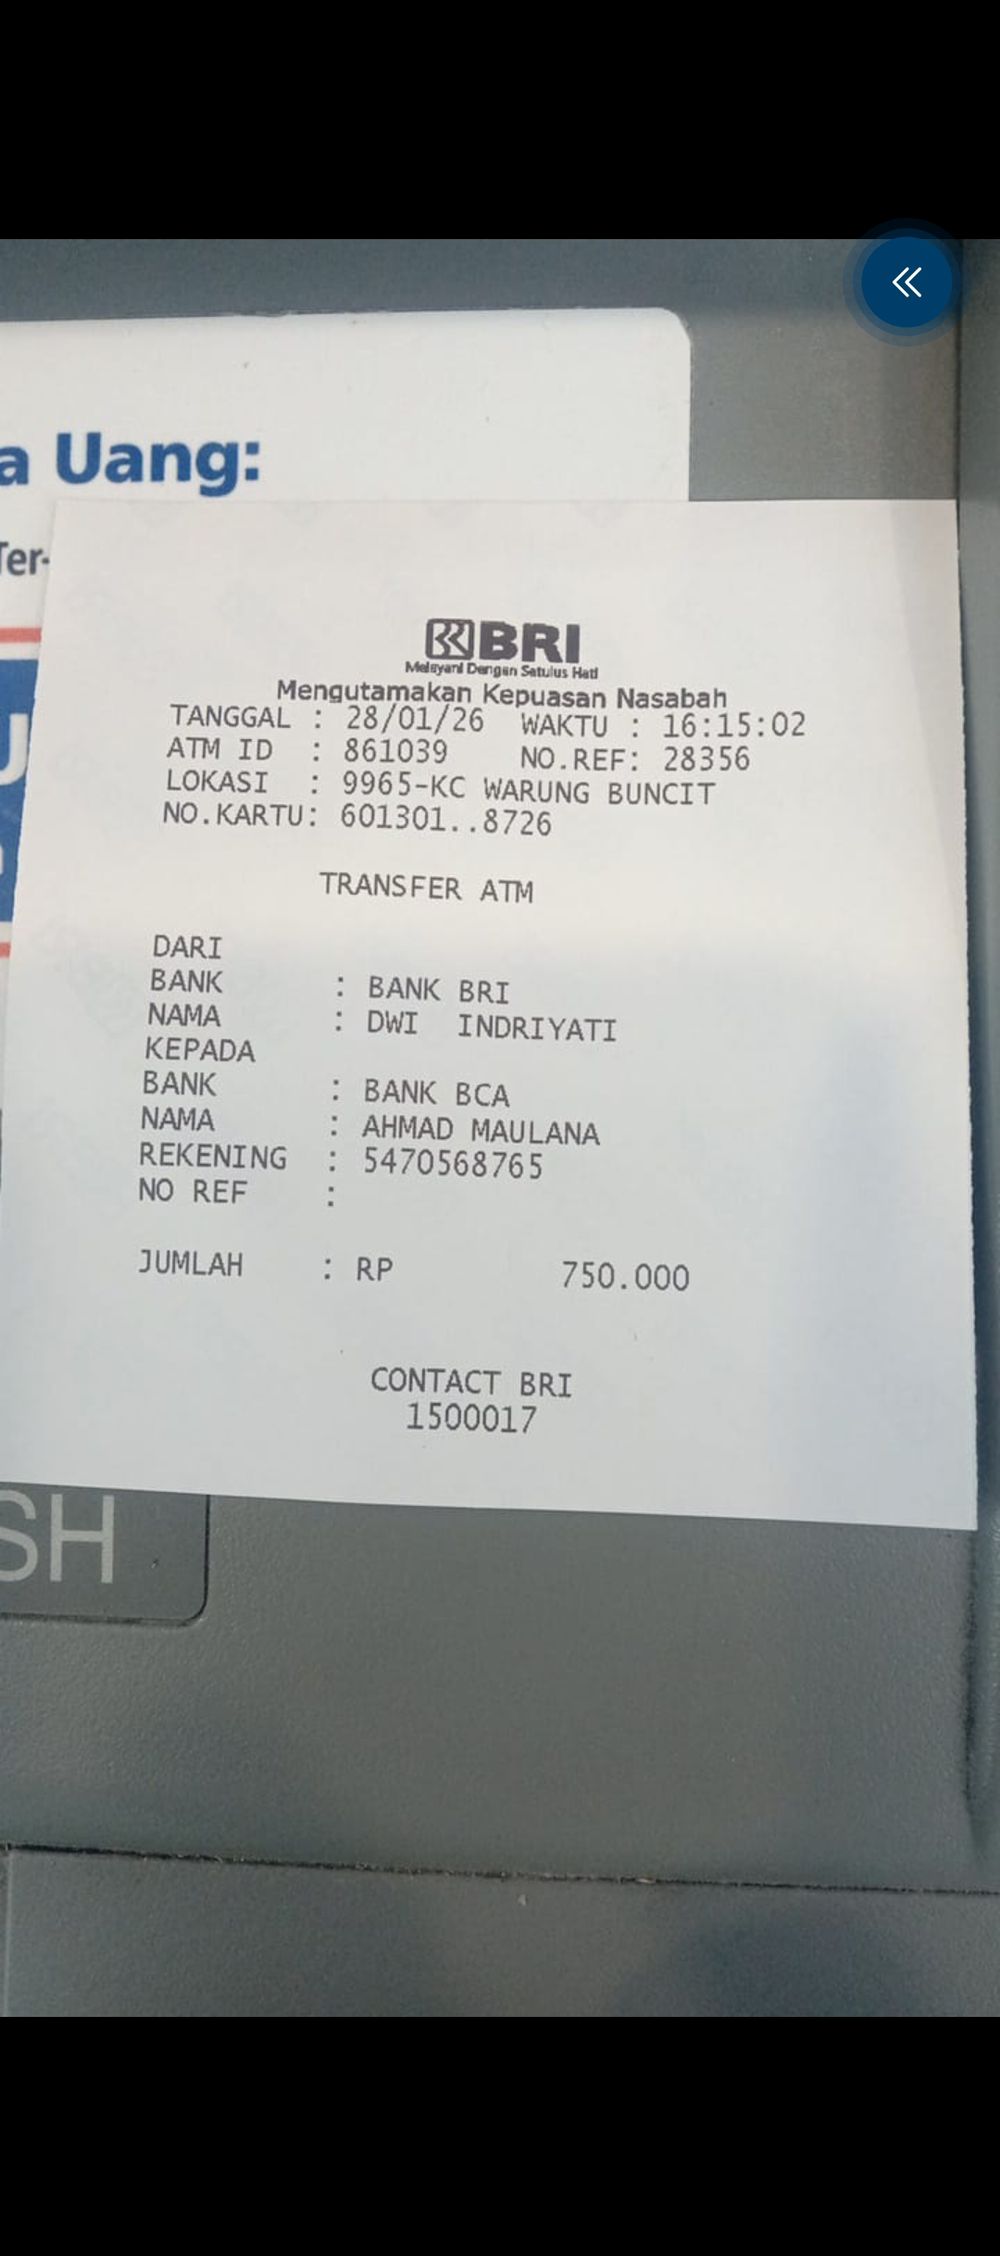 a Uang:
Ter-
U
BRI
Melayani Dengan Setulus Hati
Mengutamakan Kepuasan Nasabah
TANGGAL : 28/01/26 WAKTU : 16:15:02
ATM ID : 861039 NO.REF: 28356
LOKASI : 9965-KC WARUNG BUNCIT
NO.KARTU: 601301..8726
TRANSFER ATM
DARI
BANK : BANK BRI
NAMA : DWI INDRIYATI
KEPADA
BANK : BANK BCA
NAMA : AHMAD MAULANA
REKENING : 5470568765
NO REF :
JUMLAH : RP 750.000
CONTACT BRI
1500017
SH